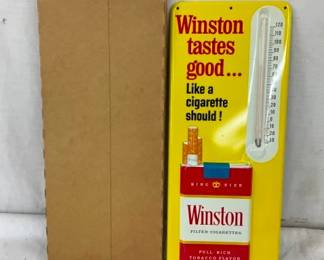 Winston
tastes
good...
Like a
cigarette
should!
KING SIZE
Winston
FILTER CIGARETTES
FULL RICH
TOBACCO FLAVOR